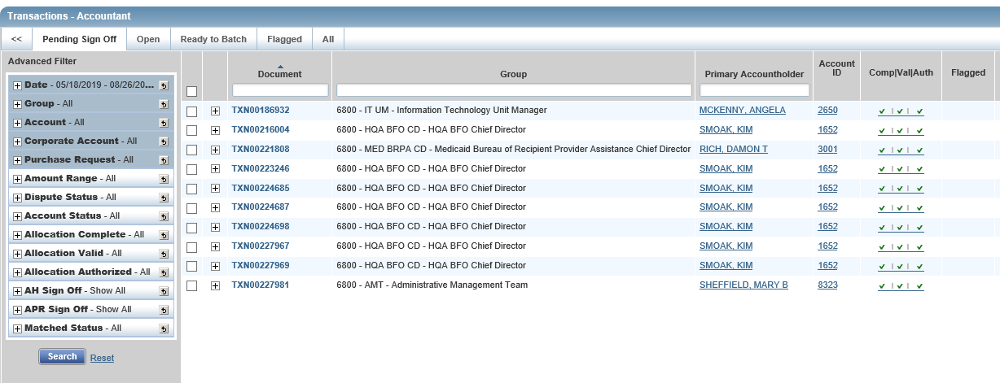 Transactions - Accountant
<< Pending Sign Off Open Ready to Batch Flagged All
Advanced Filter
Date - 05/18/2019 - 08/26/20...
Group - All
Account - All
Corporate Account - All
Purchase Request - All
Amount Range - All
Dispute Status - All
Account Status - All
Allocation Complete - All
Allocation Valid - All
Allocation Authorized - All
AH Sign Off - Show All
APR Sign Off - Show All
Matched Status - All
Search Reset
Document Group Primary Accountholder Account ID Comp|Val|Auth Flagged
TXN00186932 6800 - IT UM - Information Technology Unit Manager MCKENNY, ANGELA 2650
TXN00216004 6800 - HQA BFO CD - HQA BFO Chief Director SMOAK, KIM 1652
TXN00221808 6800 - MED BRPA CD - Medicaid Bureau of Recipient Provider Assistance Chief Director RICH, DAMON T 3001
TXN00223246 6800 - HQA BFO CD - HQA BFO Chief Director SMOAK, KIM 1652
TXN00224685 6800 - HQA BFO CD - HQA BFO Chief Director SMOAK, KIM 1652
TXN00224687 6800 - HQA BFO CD - HQA BFO Chief Director SMOAK, KIM 1652
TXN00224698 6800 - HQA BFO CD - HQA BFO Chief Director SMOAK, KIM 1652
TXN00227967 6800 - HQA BFO CD - HQA BFO Chief Director SMOAK, KIM 1652
TXN00227969 6800 - HQA BFO CD - HQA BFO Chief Director SMOAK, KIM 1652
TXN00227981 6800 - AMT - Administrative Management Team SHEFFIELD, MARY B 8323